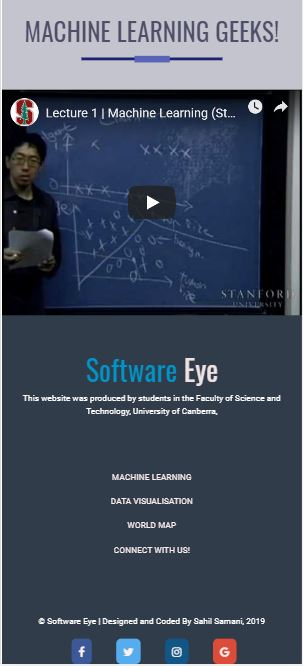 MACHINE LEARNING GEEKS!
Lecture 1 | Machine Learning (St...
STANFORD
UNIVERSITY
Software Eye
This website was produced by students in the Faculty of Science and
Technology, University of Canberra,
MACHINE LEARNING
DATA VISUALISATION
WORLD MAP
CONNECT WITH US!
© Software Eye | Designed and Coded By Sahil Samani, 2019